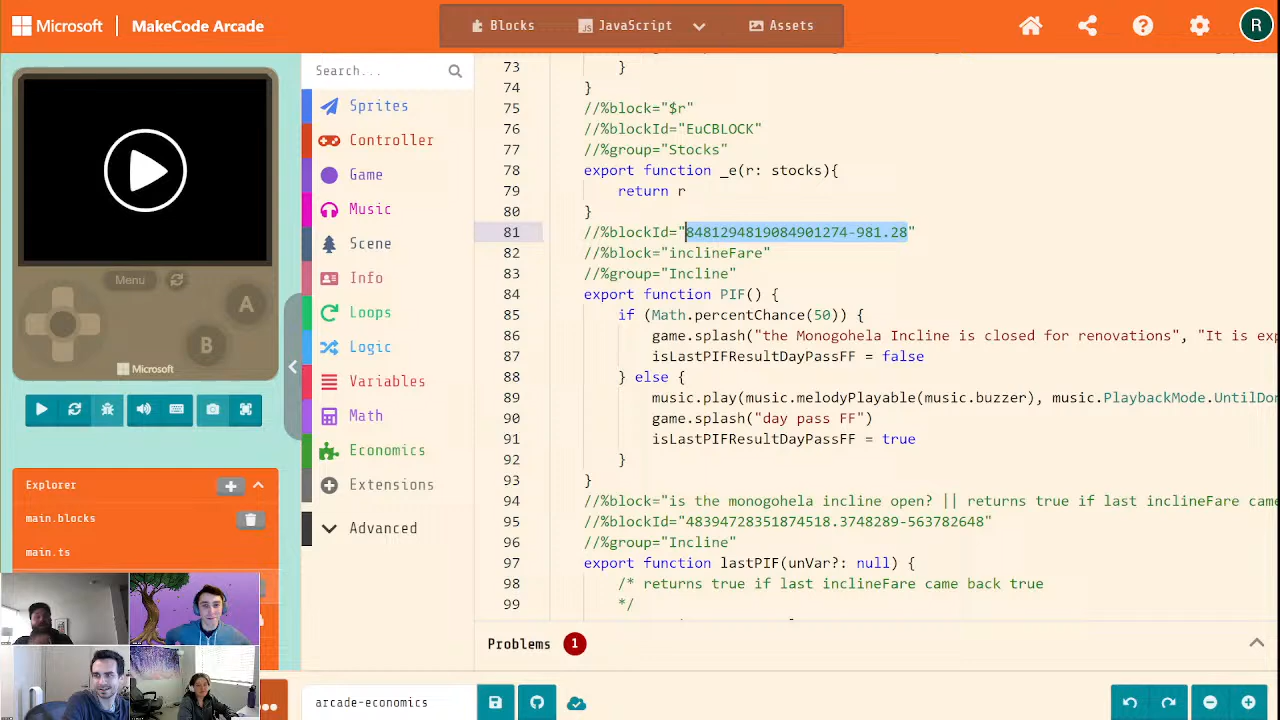 Microsoft | MakeCode Arcade
Blocks
JavaScript
Assets
R
Menu
A
B
Microsoft
Explorer
main.blocks
main.ts
Search...
Sprites
Controller
Game
Music
Scene
Info
Loops
Logic
Variables
Math
Economics
Extensions
Advanced
73 }
74 }
75 //%block="$r"
76 //%blockId="EuCBLOCK"
77 //%group="Stocks"
78 export function _e(r: stocks){
79 return r
80 }
81 //%blockId="8481294819084901274-981.28"
82 //%block="inclineFare"
83 //%group="Incline"
84 export function PIF() {
85 if (Math.percentChance(50)) {
86 game.splash("the Monogohela Incline is closed for renovations", "It is exp
87 isLastPIFResultDayPassFF = false
88 } else {
89 music.play(music.melodyPlayable(music.buzzer), music.PlaybackMode.UntilDon
90 game.splash("day pass FF")
91 isLastPIFResultDayPassFF = true
92 }
93 }
94 //%block="is the monogohela incline open? || returns true if last inclineFare came
95 //%blockId="48394728351874518.3748289-563782648"
96 //%group="Incline"
97 export function lastPIF(unVar?: null) {
98 /* returns true if last inclineFare came back true
99 */
Problems 1
arcade-economics